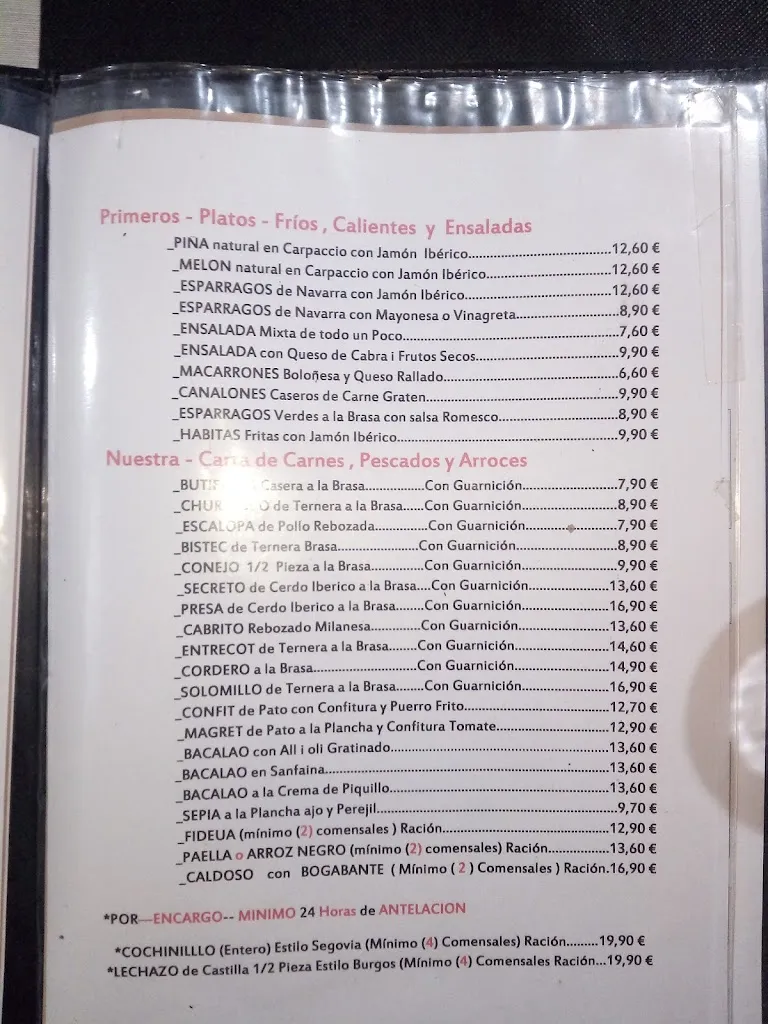 Primeros - Platos - Fríos , Calientes y Ensaladas
_PIÑA natural en Carpaccio con Jamón Ibérico......................................12,60 €
_MELON natural en Carpaccio con Jamón Ibérico.................................12,60 €
_ESPARRAGOS de Navarra con Jamón Ibérico.......................................12,60 €
_ESPARRAGOS de Navarra con Mayonesa o Vinagreta...........................8,90 €
_ENSALADA Mixta de todo un Poco.......................................................7,60 €
_ENSALADA con Queso de Cabra i Frutos Secos.....................................9,90 €
_MACARRONES Boloñesa y Queso Rallado.............................................6,60 €
_CANALONES Caseros de Carne Graten..................................................9,90 €
_ESPARRAGOS Verdes a la Brasa con salsa Romesco...............................8,90 €
_HABITAS Fritas con Jamón Ibérico.........................................................9,90 €
Nuestra - Carta de Carnes , Pescados y Arroces
Casera a la Brasa................Con Guarnición.........................7,90 €
de Ternera a la Brasa......Con Guarnición.........................8,90 €
_ESCALOPA de Pollo Rebozada..............Con Guarnición.........................7,90 €
_BISTEC de Ternera Brasa......................Con Guarnición.........................8,90 €
_CONEJO 1/2 Pieza a la Brasa...............Con Guarnición.........................9,90 €
_SECRETO de Cerdo Iberico a la Brasa....Con Guarnición......................13,60 €
_PRESA de Cerdo Iberico a la Brasa........Con Guarnición.......................16,90 €
_CABRITO Rebozado Milanesa..............Con Guarnición.......................13,60 €
_ENTRECOT de Ternera a la Brasa........Con Guarnición.......................14,60 €
_CORDERO a la Brasa............................Con Guarnición.......................14,90 €
_SOLOMILLO de Ternera a la Brasa.......Con Guarnición.......................16,90 €
_CONFIT de Pato con Confitura y Puerro Frito.......................................12,70 €
_MAGRET de Pato a la Plancha y Confitura Tomate..............................12,90 €
_BACALAO con All i oli Gratinado..........................................................13,60 €
_BACALAO en Sanfaina...........................................................................13,60 €
_BACALAO a la Crema de Piquillo..........................................................13,60 €
_SEPIA a la Plancha ajo y Perejil...............................................................9,70 €
_FIDEUA (mínimo (2) comensales ) Ración............................................12,90 €
_PAELLA o ARROZ NEGRO (mínimo (2) comensales) Ración................13,60 €
_CALDOSO con BOGABANTE ( Mínimo ( 2 ) Comensales ) Ración.16,90 €
*POR—ENCARGO-- MINIMO 24 Horas de ANTELACION
*COCHINILLLO (Entero) Estilo Segovia (Mínimo (4) Comensales) Ración.........19,90 €
*LECHAZO de Castilla 1/2 Pieza Estilo Burgos (Mínimo (4) Comensales Ración...19,90 €